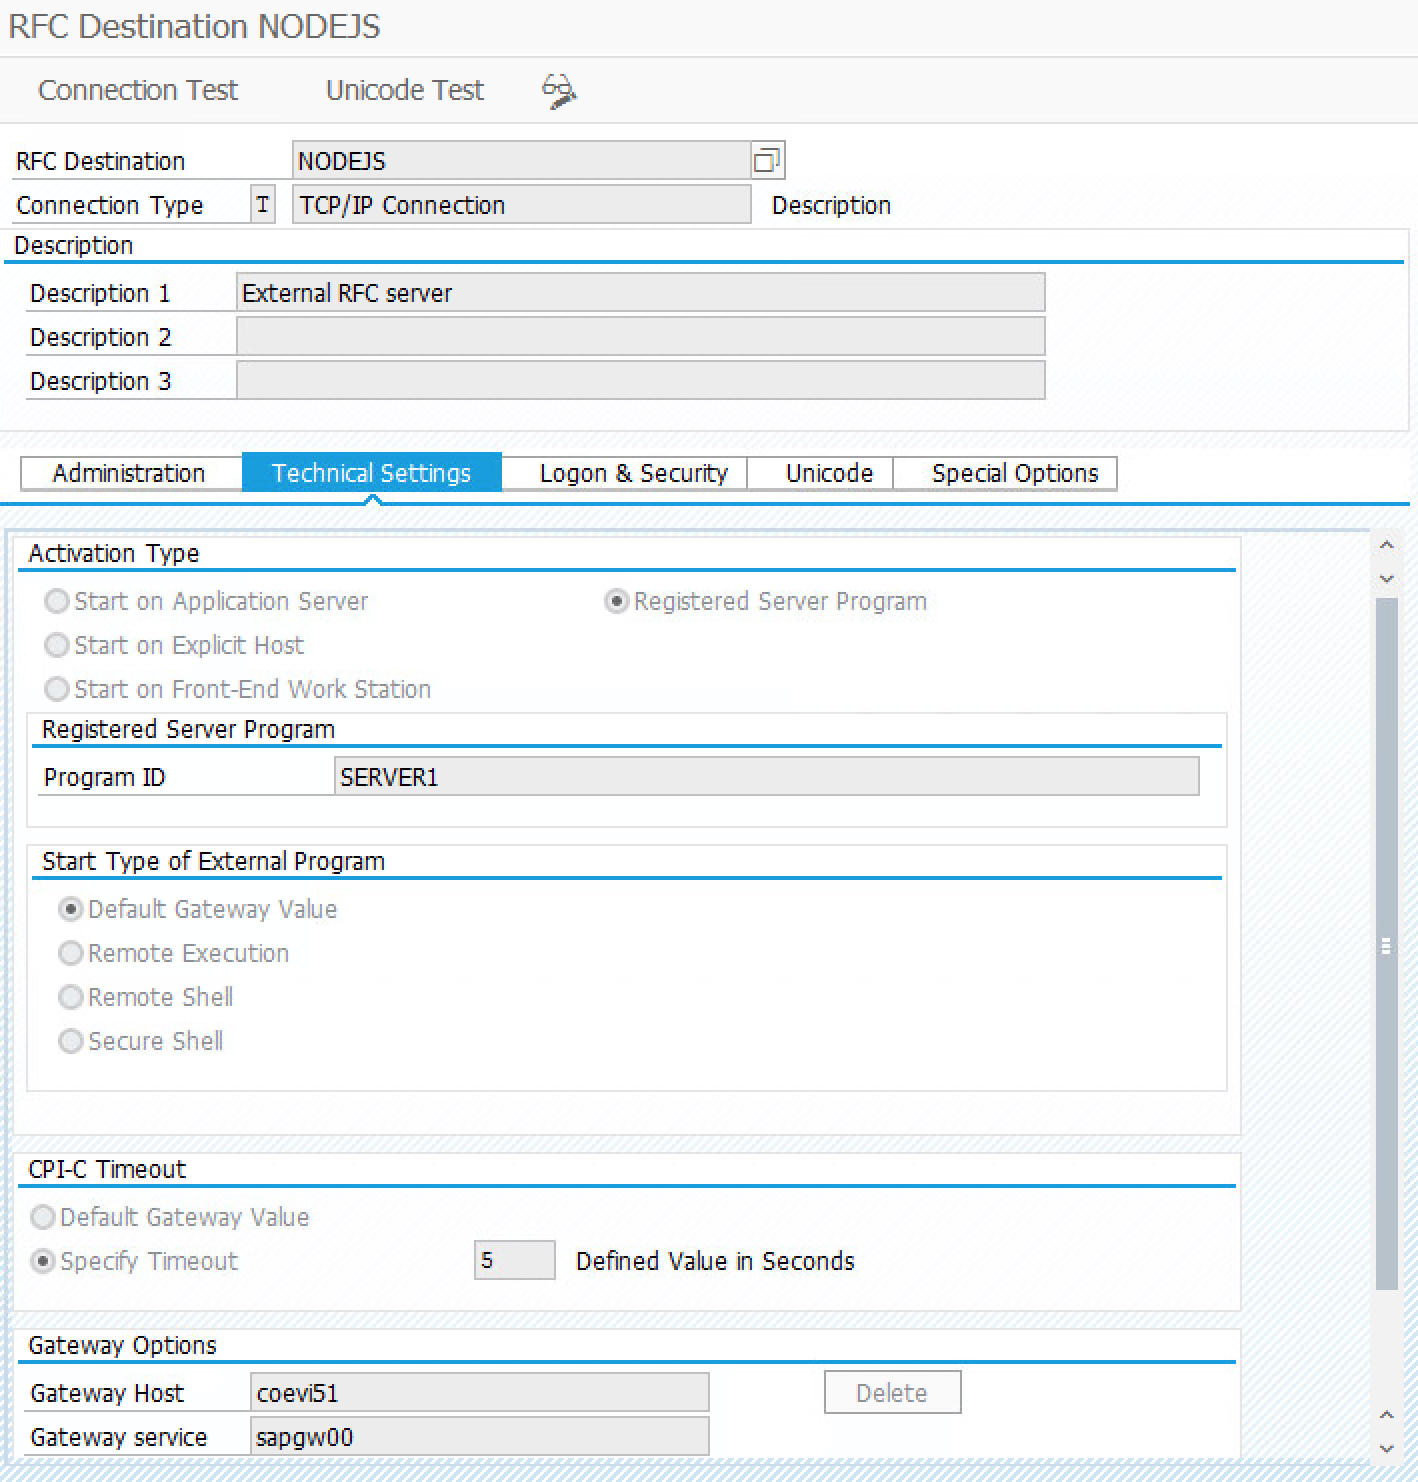 RFC Destination NODEJS
Connection Test Unicode Test
RFC Destination NODEJS
Connection Type T TCP/IP Connection Description
Description
Description 1 External RFC server
Description 2
Description 3
Administration Technical Settings Logon & Security Unicode Special Options
Activation Type
Start on Application Server Registered Server Program
Start on Explicit Host
Start on Front-End Work Station
Registered Server Program
Program ID SERVER1
Start Type of External Program
Default Gateway Value
Remote Execution
Remote Shell
Secure Shell
CPI-C Timeout
Default Gateway Value
Specify Timeout 5 Defined Value in Seconds
Gateway Options
Gateway Host coevi51 Delete
Gateway service sapgw00